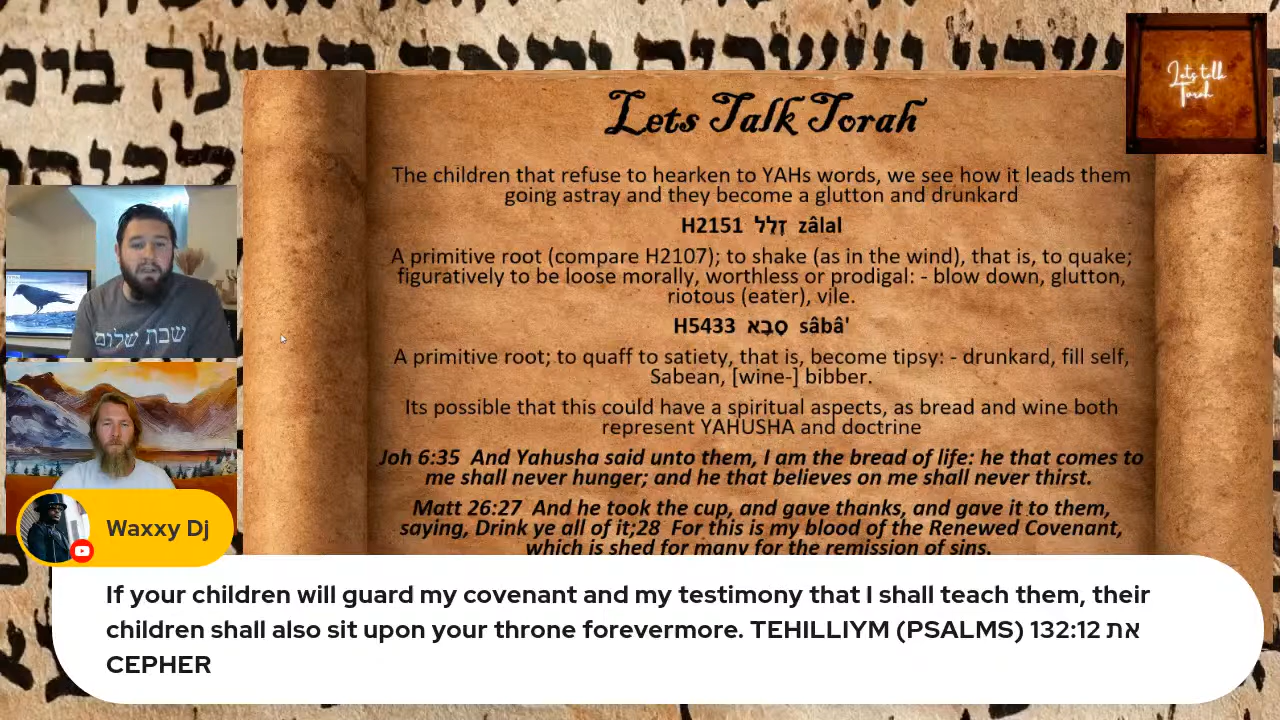 Lets Talk Torah
The children that refuse to hearken to YAHs words, we see how it leads them
going astray and they become a glutton and drunkard
H2151 זָלַל zâlal
A primitive root (compare H2107); to shake (as in the wind), that is, to quake;
figuratively to be loose morally, worthless or prodigal: - blow down, glutton,
riotous (eater), vile.
H5433 סָבָא sâbâ'
A primitive root; to quaff to satiety, that is, become tipsy: - drunkard, fill self,
Sabean, [wine-] bibber.
Its possible that this could have a spiritual aspects, as bread and wine both
represent YAHUSHA and doctrine
Joh 6:35 And Yahusha said unto them, I am the bread of life: he that comes to
me shall never hunger; and he that believes on me shall never thirst.
Matt 26:27 And he took the cup, and gave thanks, and gave it to them,
saying, Drink ye all of it;28 For this is my blood of the Renewed Covenant,
which is shed for many for the remission of sins.
Lets talk
Torah
שבת שלום
Waxxy Dj
If your children will guard my covenant and my testimony that I shall teach them, their
children shall also sit upon your throne forevermore. TEHILLIYM (PSALMS) 132:12 את
CEPHER